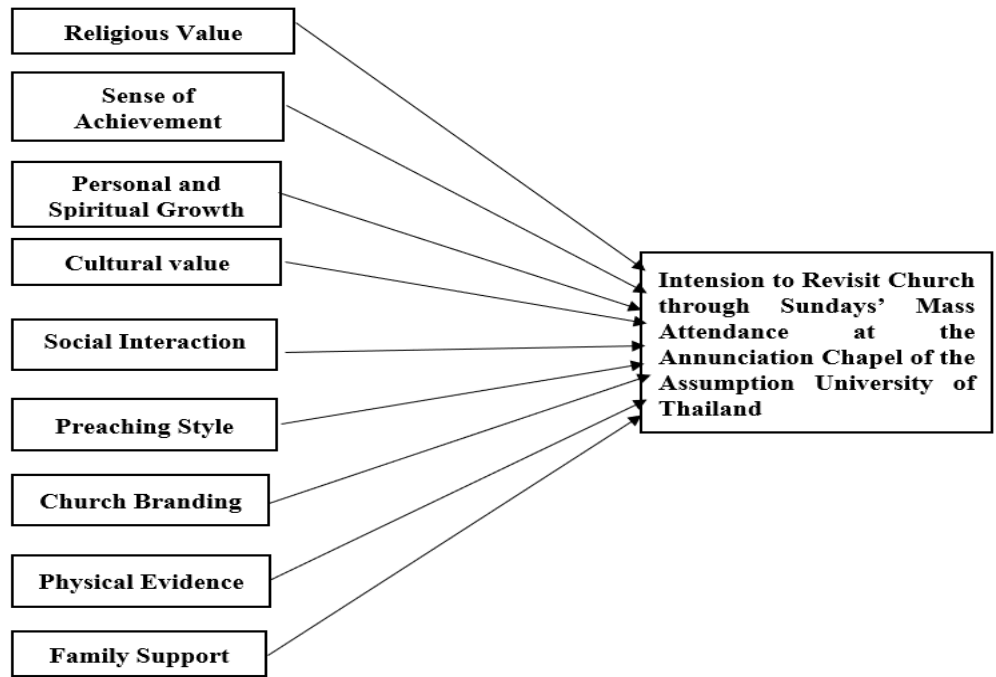 Religious Value
Sense of
Achievement
Personal and
Spiritual Growth
Cultural value
Social Interaction
Preaching Style
Church Branding
Physical Evidence
Family Support
Intension to Revisit Church
through Sundays’ Mass
Attendance at the
Annunciation Chapel of the
Assumption University of
Thailand